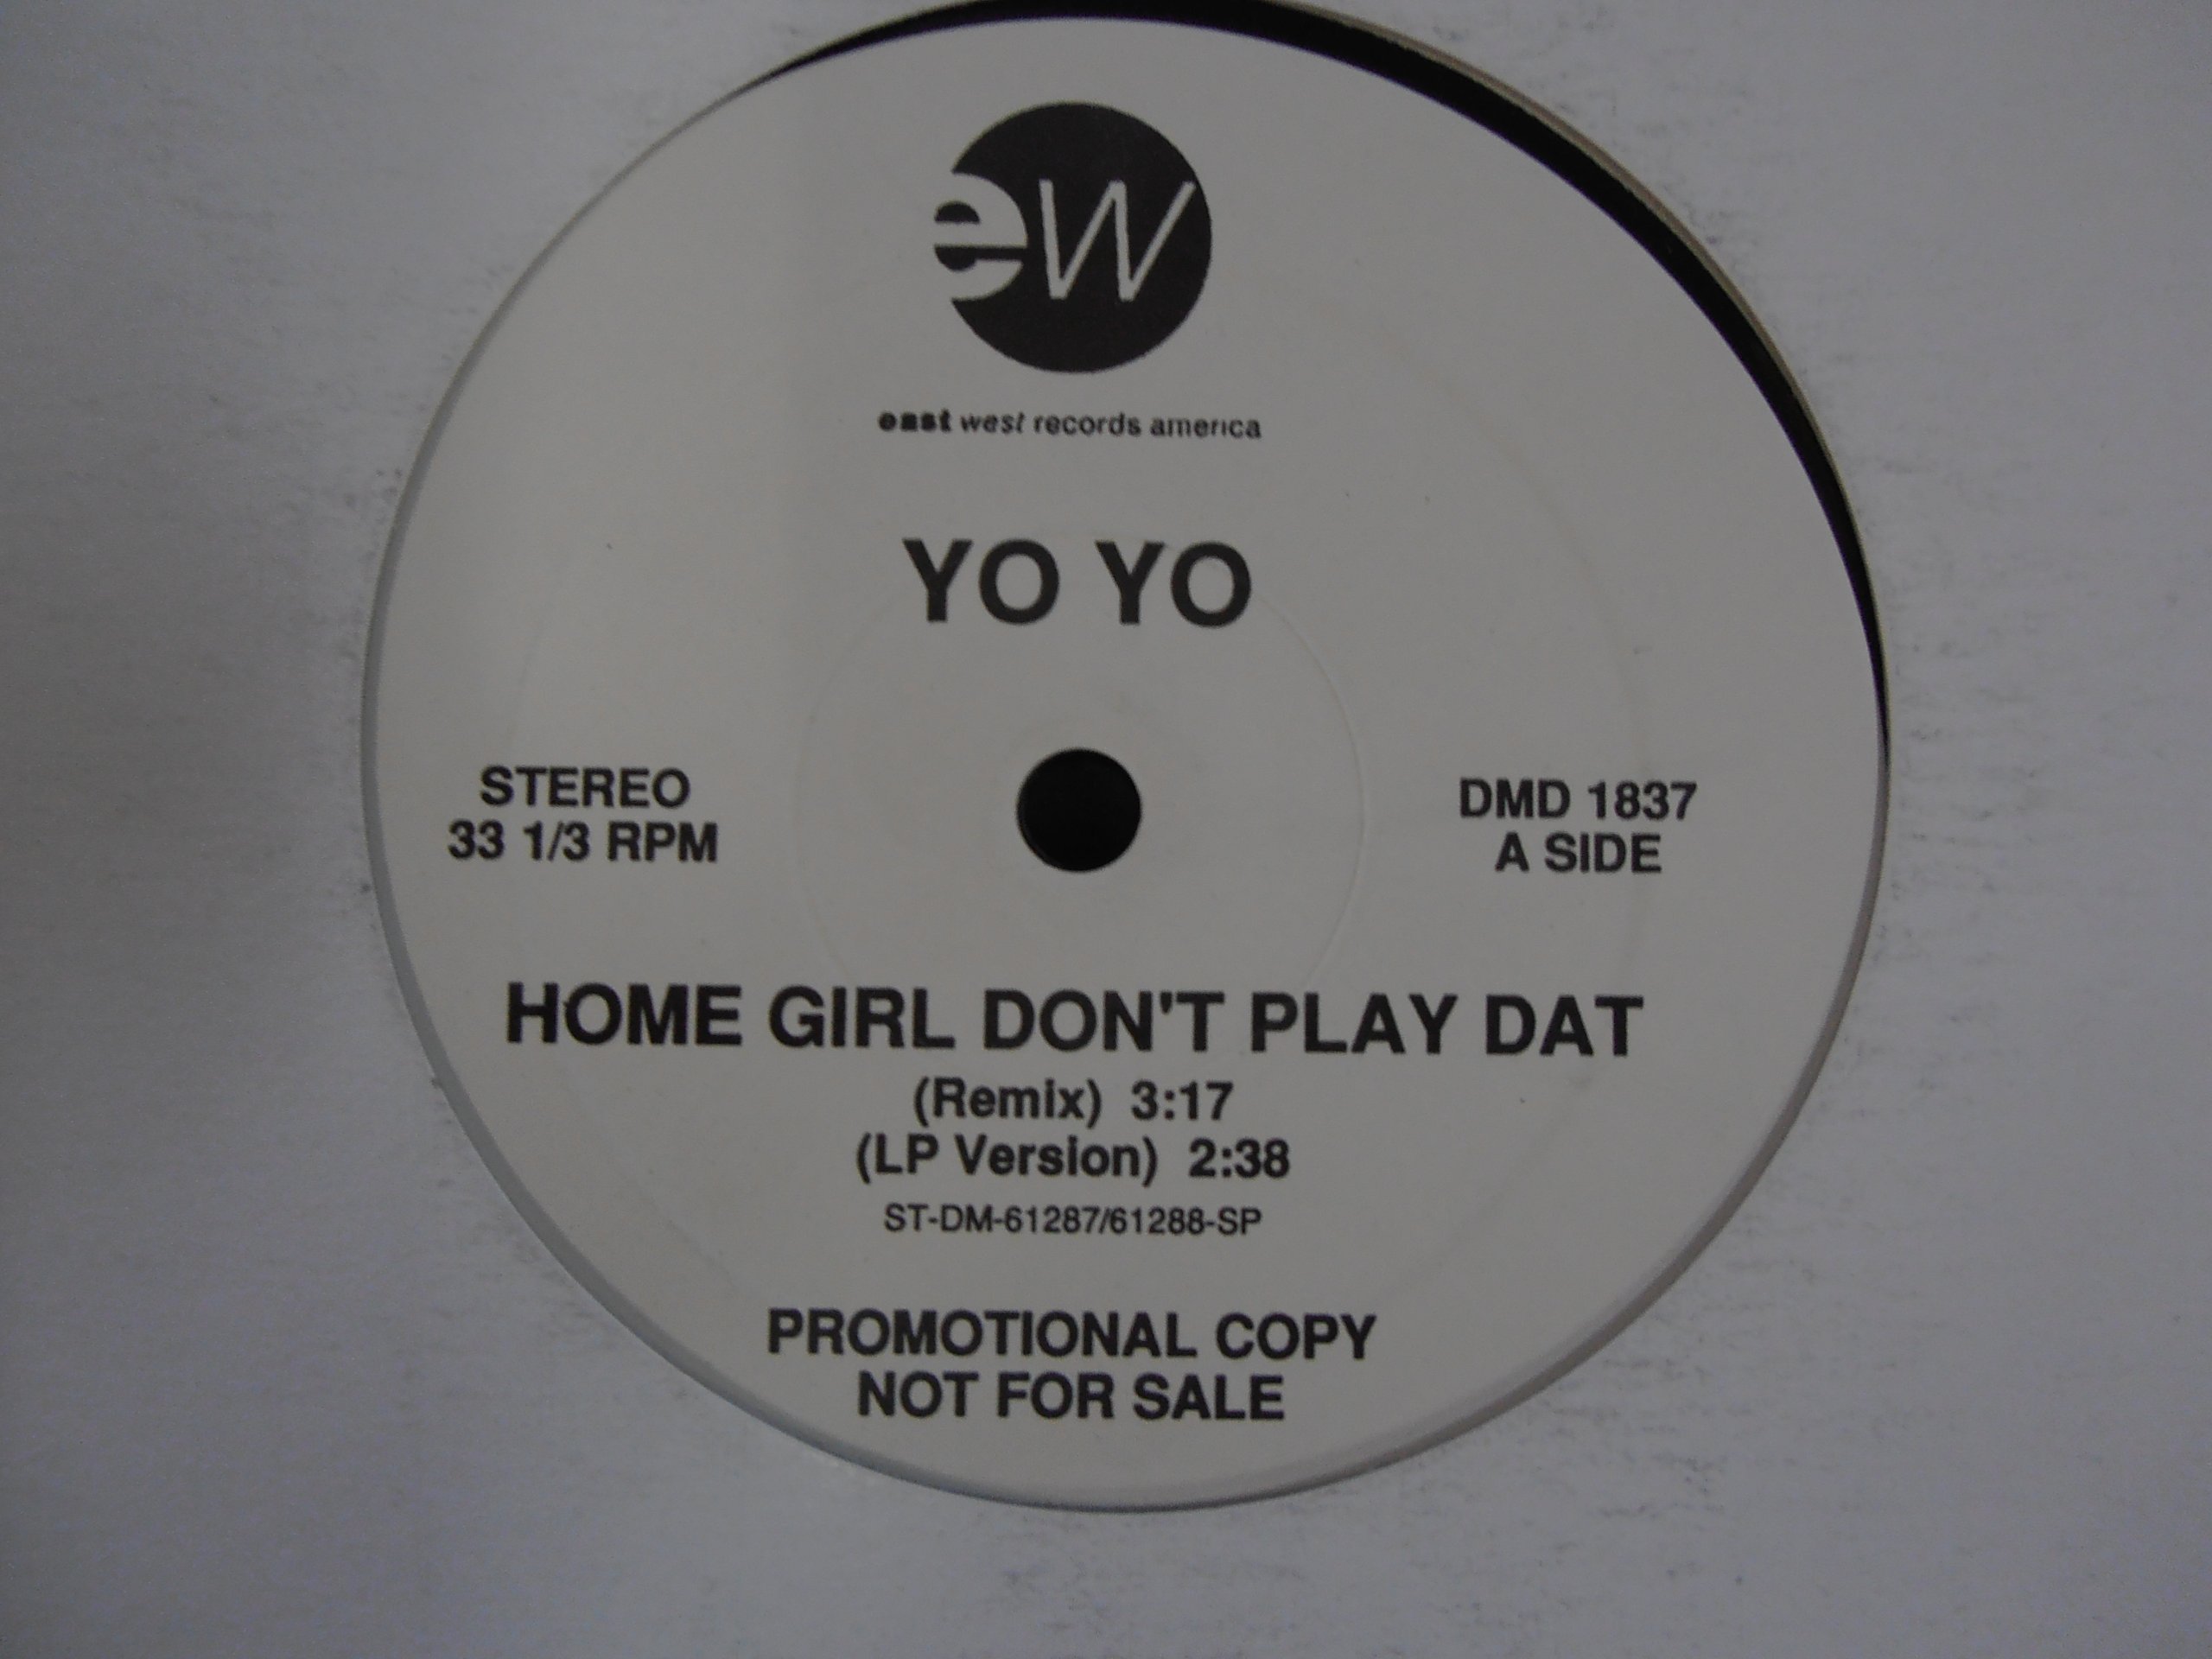 ew
east west records america
YO YO
STEREO
33 1/3 RPM
DMD 1837
A SIDE
HOME GIRL DON'T PLAY DAT
(Remix) 3:17
(LP Version) 2:38
ST-DM-61287/61288-SP
PROMOTIONAL COPY
NOT FOR SALE